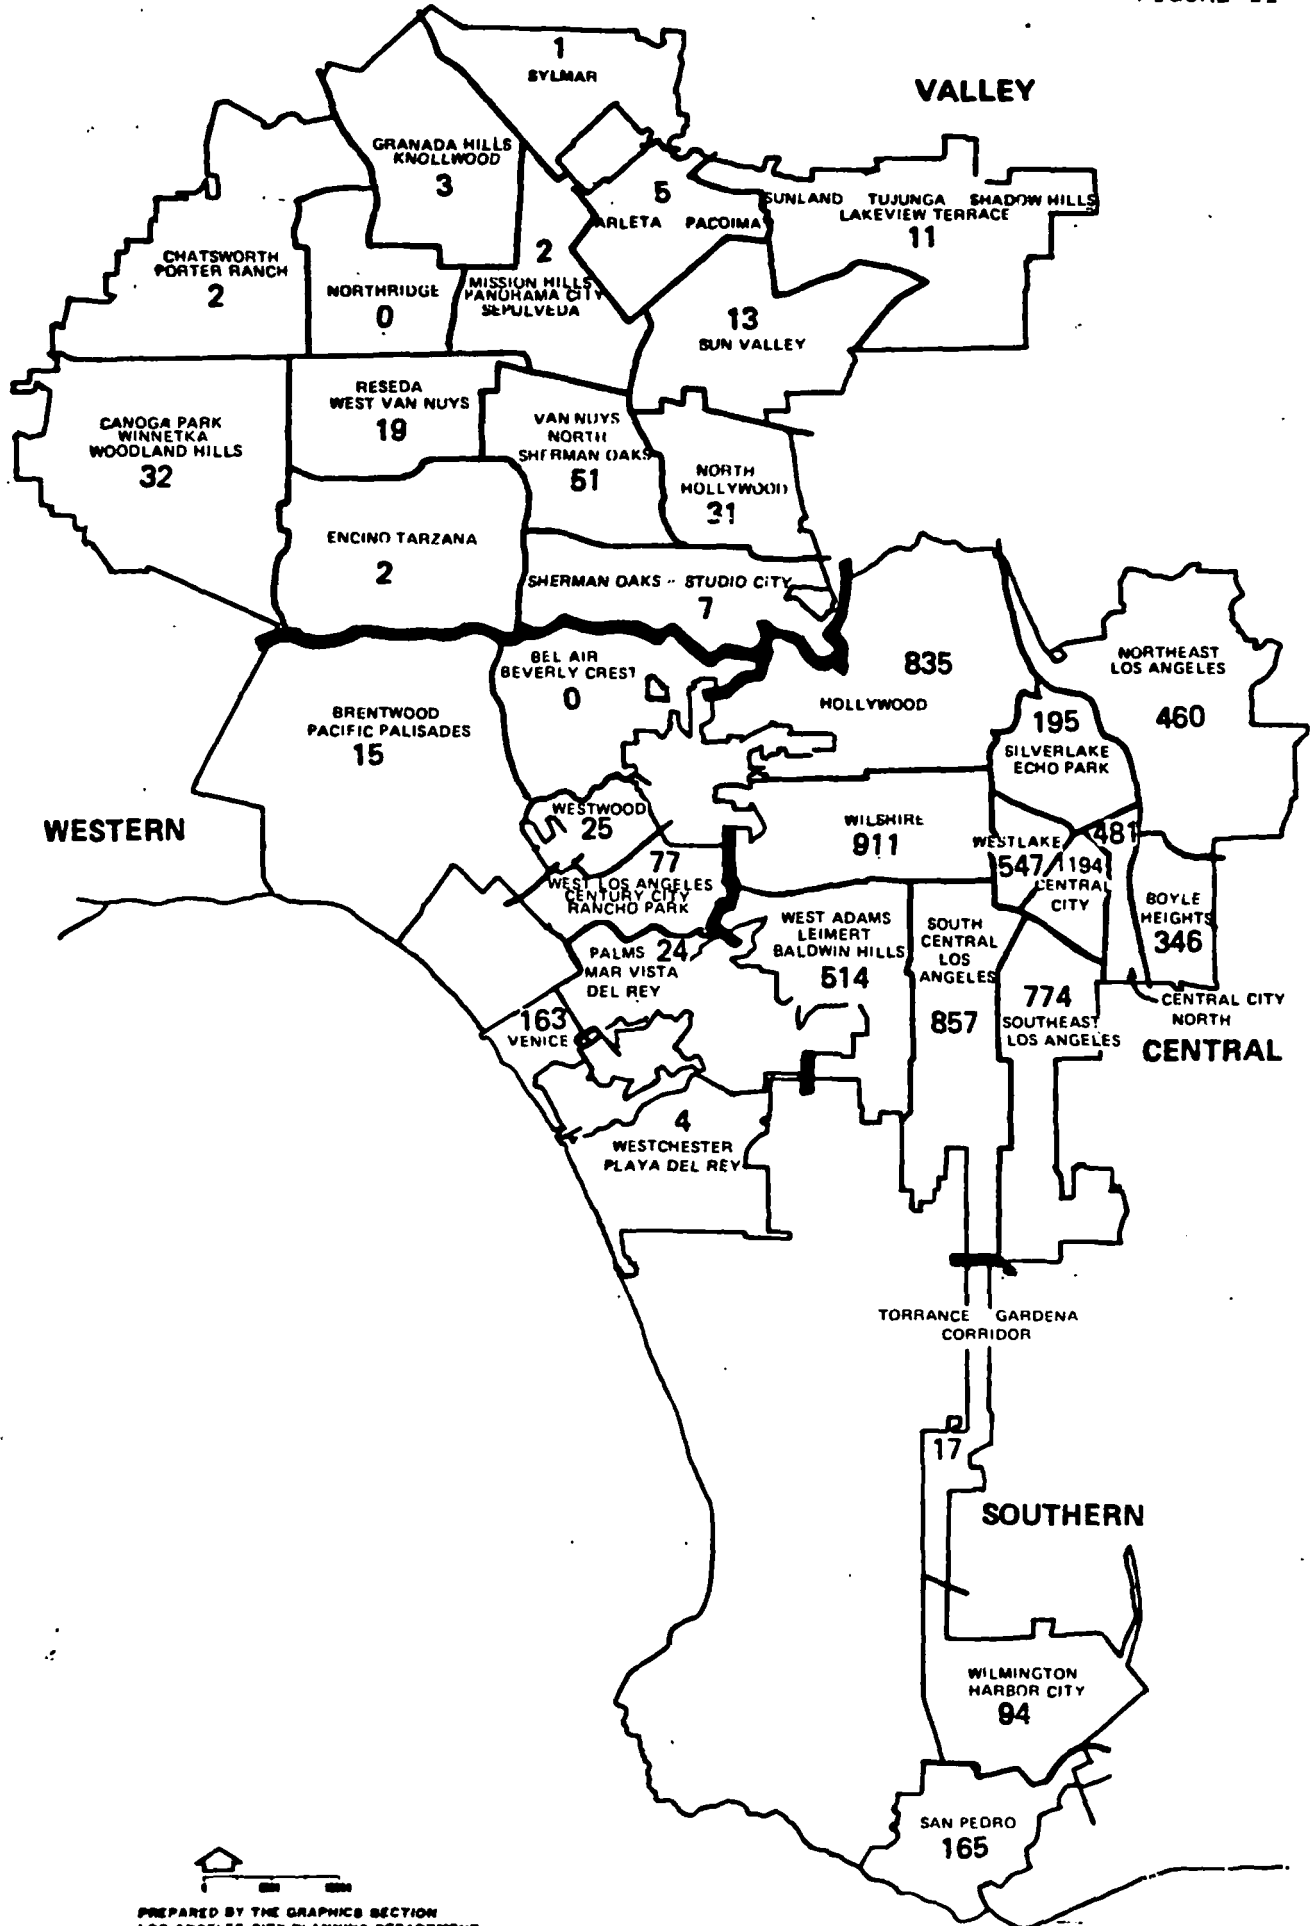 1
SYLMAR
VALLEY
GRANADA HILLS
KNOLLWOOD
3
5
ARLETA PACOIMA
SUNLAND TUJUNGA SHADOW HILLS
LAKEVIEW TERRACE
11
CHATSWORTH
PORTER RANCH
2
NORTHRIDGE
0
2
MISSION HILLS
PANORAMA CITY
SEPULVEDA
13
SUN VALLEY
CANOGA PARK
WINNETKA
WOODLAND HILLS
32
RESEDA
WEST VAN NUYS
19
VAN NUYS
NORTH
SHERMAN OAKS
51
NORTH
HOLLYWOOD
31
ENCINO TARZANA
2
SHERMAN OAKS - STUDIO CITY
7
BEL AIR
BEVERLY CREST
0
835
HOLLYWOOD
NORTHEAST
LOS ANGELES
460
BRENTWOOD
PACIFIC PALISADES
15
195
SILVERLAKE
ECHO PARK
WESTERN
WESTWOOD
25
WILSHIRE
911
WESTLAKE
547
481
1194
CENTRAL
CITY
77
WEST LOS ANGELES
CENTURY CITY
RANCHO PARK
BOYLE
HEIGHTS
346
WEST ADAMS
LEIMERT
BALDWIN HILLS
514
SOUTH
CENTRAL
LOS
ANGELES
857
PALMS 24
MAR VISTA
DEL REY
774
SOUTHEAST
LOS ANGELES
CENTRAL CITY
NORTH
CENTRAL
163
VENICE
4
WESTCHESTER
PLAYA DEL REY
TORRANCE GARDENA
CORRIDOR
17
SOUTHERN
WILMINGTON
HARBOR CITY
94
SAN PEDRO
165
PREPARED BY THE GRAPHICS SECTION